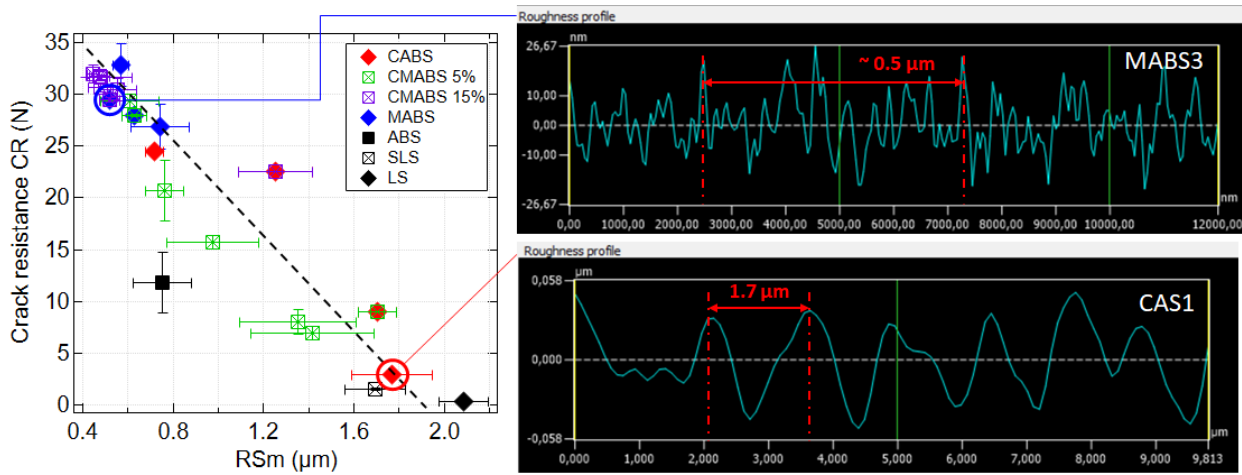 Crack resistance CR (N)
35
30
25
20
15
10
5
0
0.4 0.8 1.2 1.6 2.0
RSm (µm)
CABS
CMABS 5%
CMABS 15%
MABS
ABS
SLS
LS
Roughness profile
nm
26,67
10,00
0,00
-10,00
-26,67
~ 0.5 µm
MABS3
nm
0,00 1000,00 2000,00 3000,00 4000,00 5000,00 6000,00 7000,00 8000,00 9000,00 10000,00 12000,00
Roughness profile
µm
0,058
0,000
-0,058
1.7 µm
CAS1
µm
0,000 1,000 2,000 3,000 4,000 5,000 6,000 7,000 8,000 9,813